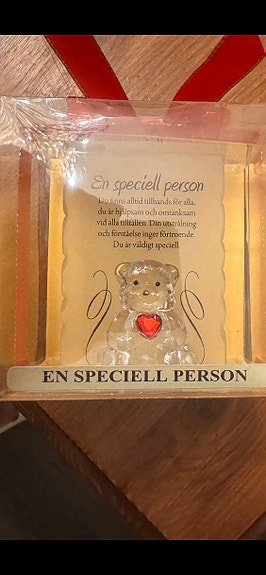 En speciell person
Du finns alltid tillhands för alla,
du är hjälpsam och omtänksam
vid alla tillfällen. Din utstrålning
och förståelse inger förtroende.
Du är väldigt speciell.
EN SPECIELL PERSON